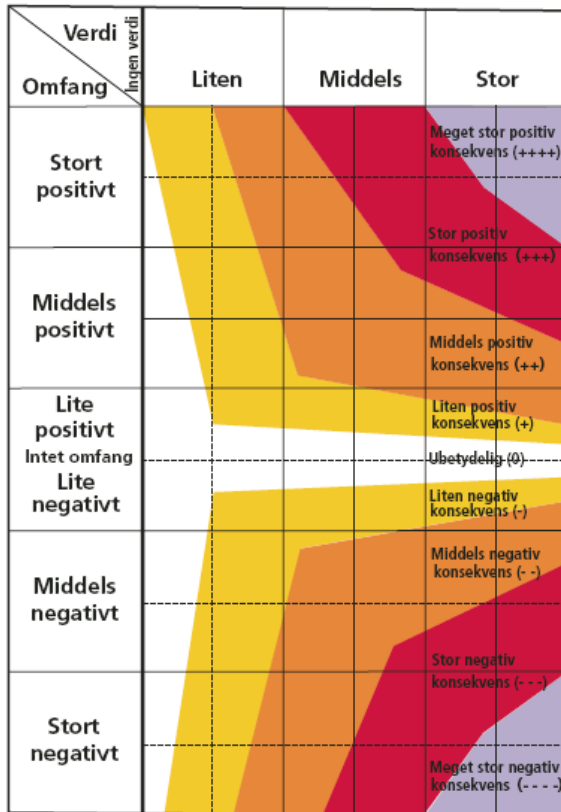 Verdi
Ingen verdi
Omfang
Liten
Middels
Stor
Stort
positivt
Meget stor positiv
konsekvens (++++)
Stor positiv
konsekvens (+++)
Middels
positivt
Middels positiv
konsekvens (++)
Lite
positivt
Liten positiv
konsekvens (+)
Intet omfang
Ubetydelig (0)
Lite
negativt
Liten negativ
konsekvens (-)
Middels
negativt
Middels negativ
konsekvens (- -)
Stor negativ
konsekvens (- - -)
Stort
negativt
Meget stor negativ
konsekvens (- - - -)